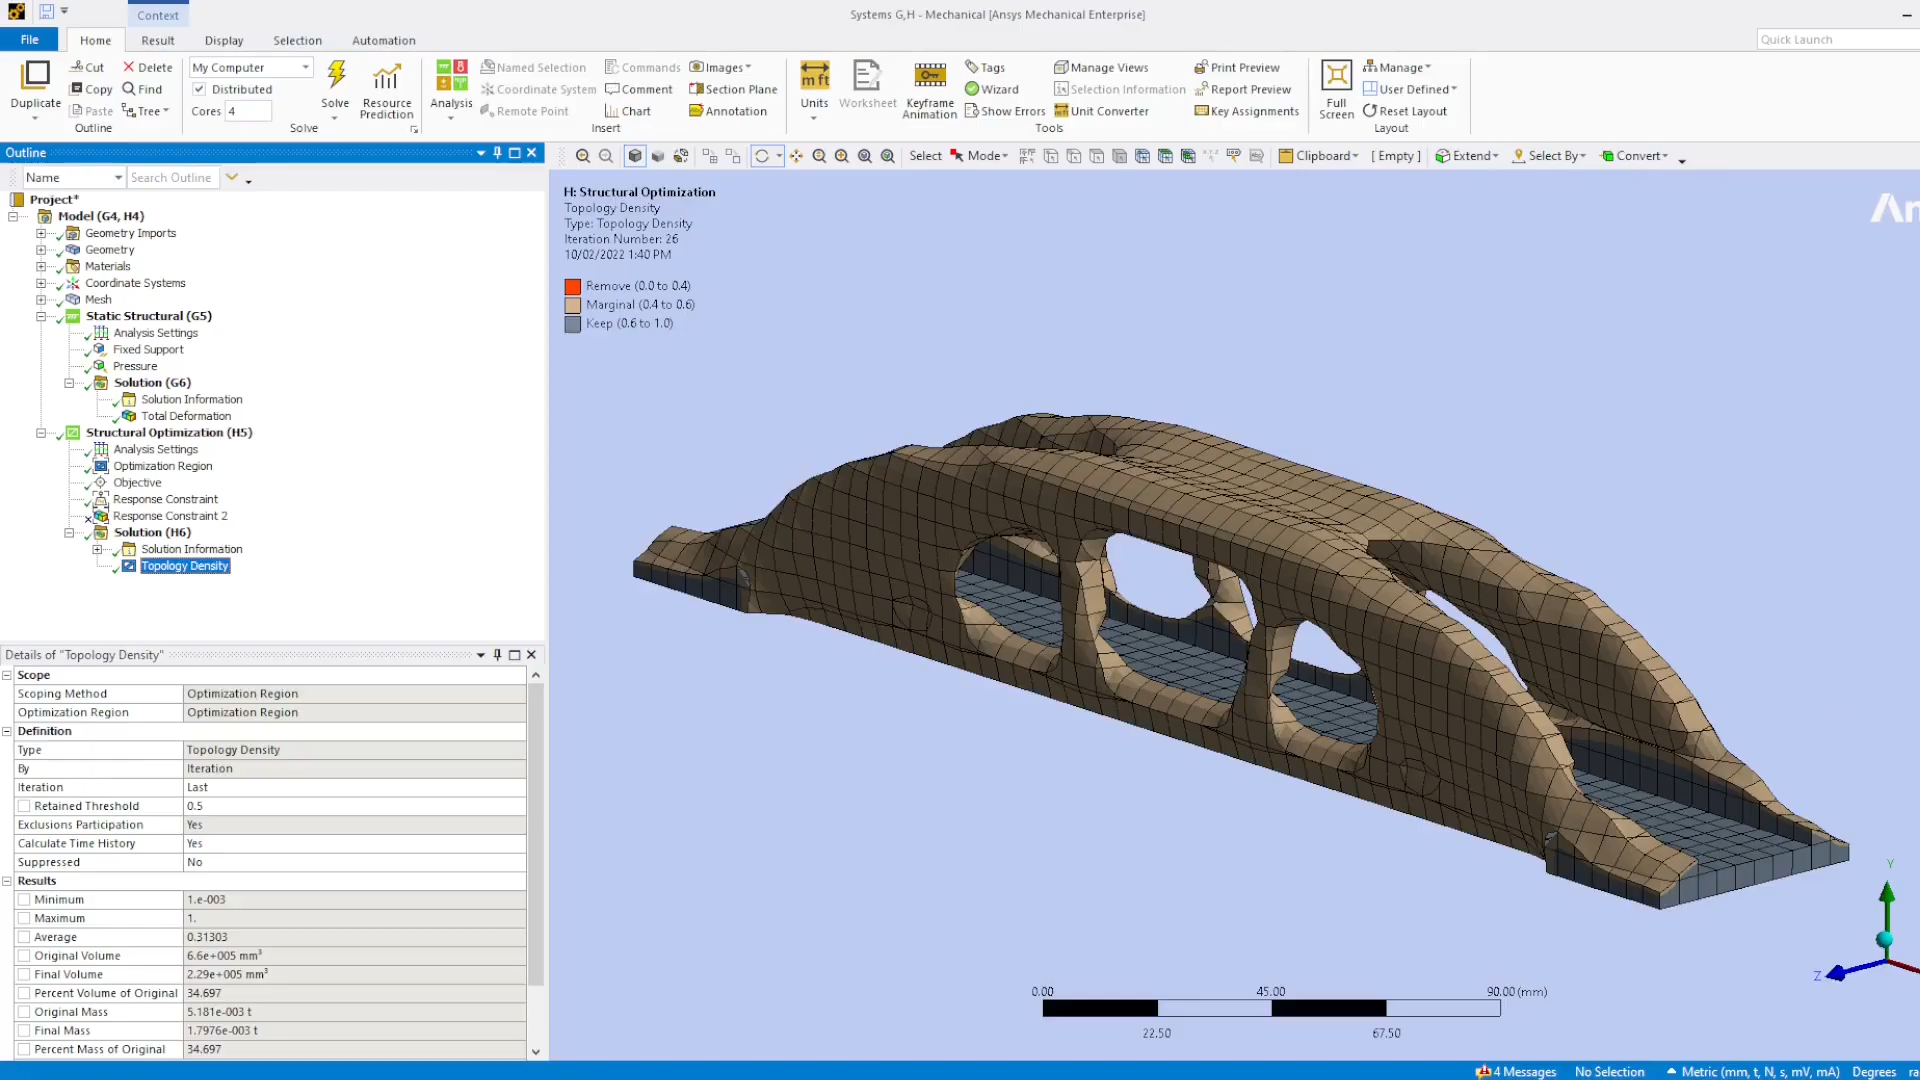 Context
Systems G,H - Mechanical [Ansys Mechanical Enterprise]
File Home Result Display Selection Automation
Quick Launch
Duplicate
Cut Delete
Copy Find
Paste Tree
Outline
My Computer
Distributed
Cores 4
Solve
Resource Prediction
Solve
Analysis
Named Selection Commands Images
Coordinate System Comment Section Plane
Remote Point Chart Annotation
Insert
Units Worksheet Keyframe Animation
Tags Manage Views Print Preview
Wizard Selection Information Report Preview
Show Errors Unit Converter Key Assignments
Tools
Full Screen
Manage
User Defined
Reset Layout
Layout
Outline
Name Search Outline
Select Mode Clipboard [ Empty ] Extend Select By Convert
Project*
Model (G4, H4)
Geometry Imports
Geometry
Materials
Coordinate Systems
Mesh
Static Structural (G5)
Analysis Settings
Fixed Support
Pressure
Solution (G6)
Solution Information
Total Deformation
Structural Optimization (H5)
Analysis Settings
Optimization Region
Objective
Response Constraint
Response Constraint 2
Solution (H6)
Solution Information
Topology Density
Details of "Topology Density"
Scope
Scoping Method Optimization Region
Optimization Region Optimization Region
Definition
Type Topology Density
By Iteration
Iteration Last
Retained Threshold 0.5
Exclusions Participation Yes
Calculate Time History Yes
Suppressed No
Results
Minimum 1.e-003
Maximum 1.
Average 0.31303
Original Volume 6.6e+005 mm³
Final Volume 2.29e+005 mm³
Percent Volume of Original 34.697
Original Mass 5.181e-003 t
Final Mass 1.7976e-003 t
Percent Mass of Original 34.697
H: Structural Optimization
Topology Density
Type: Topology Density
Iteration Number: 26
10/02/2022 1:40 PM
Remove (0.0 to 0.4)
Marginal (0.4 to 0.6)
Keep (0.6 to 1.0)
An
Y
Z
0.00 45.00 90.00 (mm)
22.50 67.50
4 Messages No Selection Metric (mm, t, N, s, mV, mA) Degrees ra